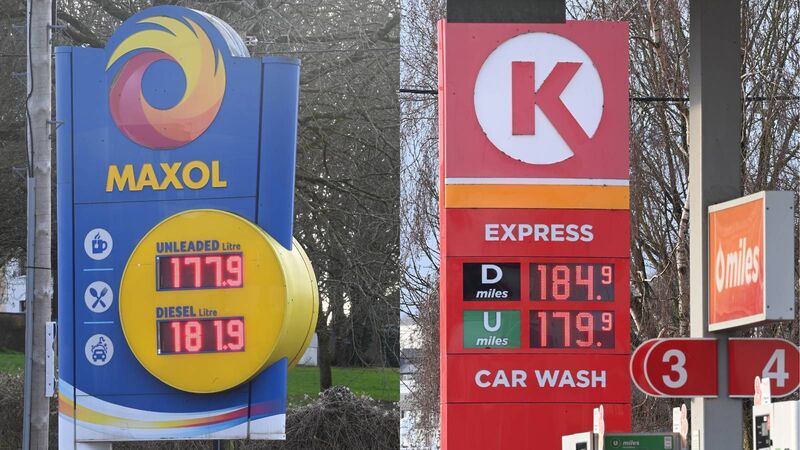 MAXOL
UNLEADED Litre
177.9
DIESEL Litre
181.9
K
EXPRESS
D miles 184.9
U miles 179.9
CAR WASH
miles
3
4
miles